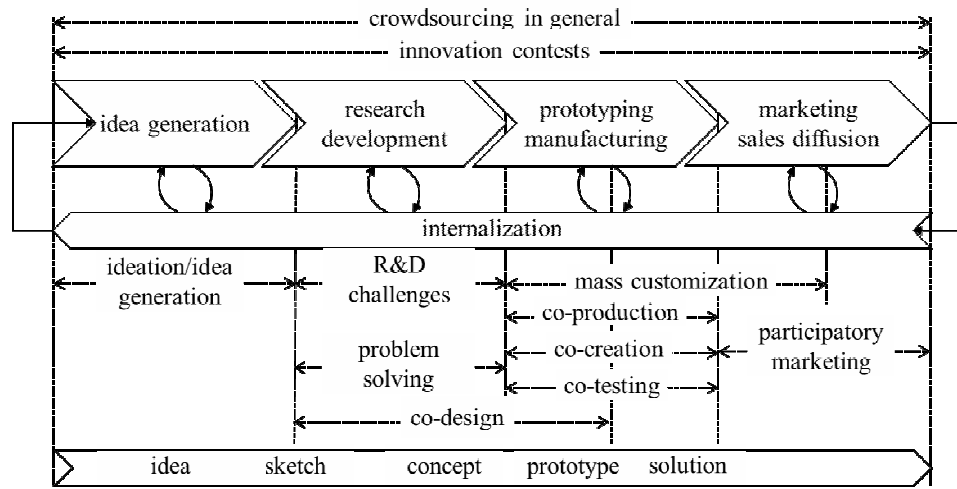 crowdsourcing in general
innovation contests
idea generation
research
development
prototyping
manufacturing
marketing
sales diffusion
internalization
ideation/idea
generation
R&D
challenges
mass customization
co-production
participatory
marketing
problem
solving
co-creation
co-testing
co-design
idea sketch concept prototype solution